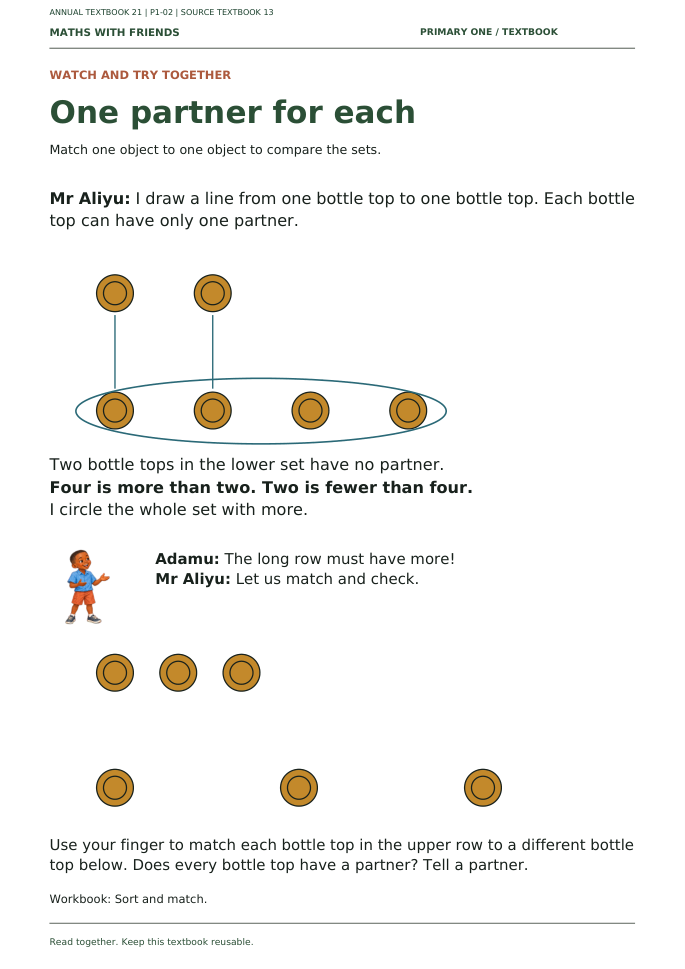 ANNUAL TEXTBOOK 21 | P1-02 | SOURCE TEXTBOOK 13
MATHS WITH FRIENDS
PRIMARY ONE / TEXTBOOK
WATCH AND TRY TOGETHER
One partner for each
Match one object to one object to compare the sets.
Mr Aliyu: I draw a line from one bottle top to one bottle top. Each bottle
top can have only one partner.
Two bottle tops in the lower set have no partner.
Four is more than two. Two is fewer than four.
I circle the whole set with more.
Adamu: The long row must have more!
Mr Aliyu: Let us match and check.
Use your finger to match each bottle top in the upper row to a different bottle
top below. Does every bottle top have a partner? Tell a partner.
Workbook: Sort and match.
Read together. Keep this textbook reusable.